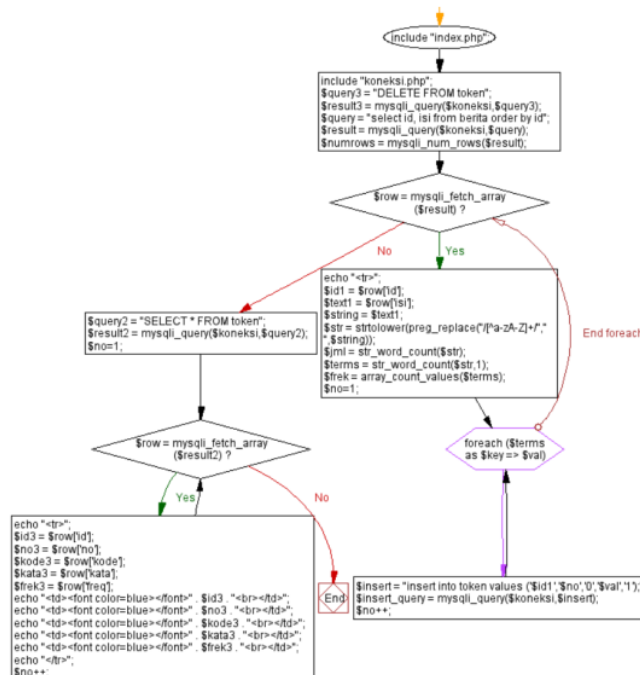 include "index.php";
include "koneksi.php";
$query3 = "DELETE FROM token";
$result3 = mysqli_query($koneksi,$query3);
$query = "select id, isi from berita order by id";
$result = mysqli_query($koneksi,$query);
$numrows = mysqli_num_rows($result);
$row = mysqli_fetch_array
($result) ?
No
Yes
echo "<tr>";
$id1 = $row['id'];
$text1 = $row['isi'];
$string = $text1;
$str = strtolower(preg_replace("/[^a-zA-Z]+/","
",$string));
$jml = str_word_count($str);
$terms = str_word_count($str,1);
$frek = array_count_values($terms);
$no=1;
End foreach
foreach ($terms
as $key => $val)
$insert = "insert into token values ('$id1','$no','0','$val','1')";
$insert_query = mysqli_query($koneksi,$insert);
$no++;
$query2 = "SELECT * FROM token";
$result2 = mysqli_query($koneksi,$query2);
$no=1;
$row = mysqli_fetch_array
($result2) ?
Yes
No
echo "<tr>";
$id3 = $row['id'];
$no3 = $row['no'];
$kode3 = $row['kode'];
$kata3 = $row['kata'];
$frek3 = $row['freq'];
echo "<td><font color=blue></font>" . $id3 . "<br></td>";
echo "<td><font color=blue></font>" . $no3 . "<br></td>";
echo "<td><font color=blue></font>" . $kode3 . "<br></td>";
echo "<td><font color=blue></font>" . $kata3 . "<br></td>";
echo "<td><font color=blue></font>" . $frek3 . "<br></td>";
echo "</tr>";
$no++;
End